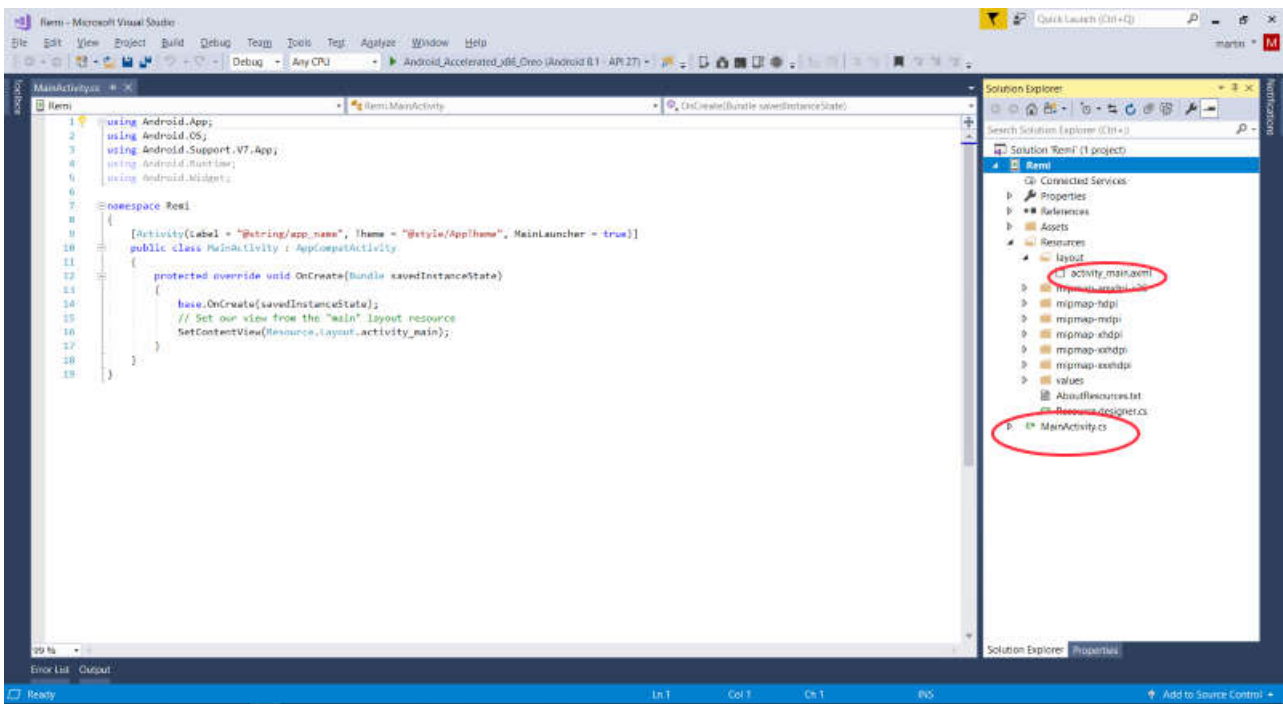 Remi - Microsoft Visual Studio
Quick Launch (Ctrl+Q)
File Edit View Project Build Debug Team Tools Test Analyze Window Help
martin M
Debug Any CPU Android_Accelerated_x86_Oreo (Android 8.1 - API 27)
Toolbox
MainActivity.cs
Remi
Remi.MainActivity
OnCreate(Bundle savedInstanceState)
1 using Android.App;
2 using Android.OS;
3 using Android.Support.V7.App;
4 using Android.Runtime;
5 using Android.Widget;
6
7 namespace Remi
8 {
9 [Activity(Label = "@string/app_name", Theme = "@style/AppTheme", MainLauncher = true)]
10 public class MainActivity : AppCompatActivity
11 {
12 protected override void OnCreate(Bundle savedInstanceState)
13 {
14 base.OnCreate(savedInstanceState);
15 // Set our view from the "main" layout resource
16 SetContentView(Resource.Layout.activity_main);
17 }
18 }
19 }
99 %
Solution Explorer
Search Solution Explorer (Ctrl+;)
Solution 'Remi' (1 project)
Remi
Connected Services
Properties
References
Assets
Resources
layout
activity_main.axml
mipmap-anydpi-v26
mipmap-hdpi
mipmap-mdpi
mipmap-xhdpi
mipmap-xxhdpi
mipmap-xxxhdpi
values
AboutResources.txt
Resource.designer.cs
MainActivity.cs
Notifications
Solution Explorer Properties
Error List Output
Ready Ln 1 Col 1 Ch 1 INS Add to Source Control